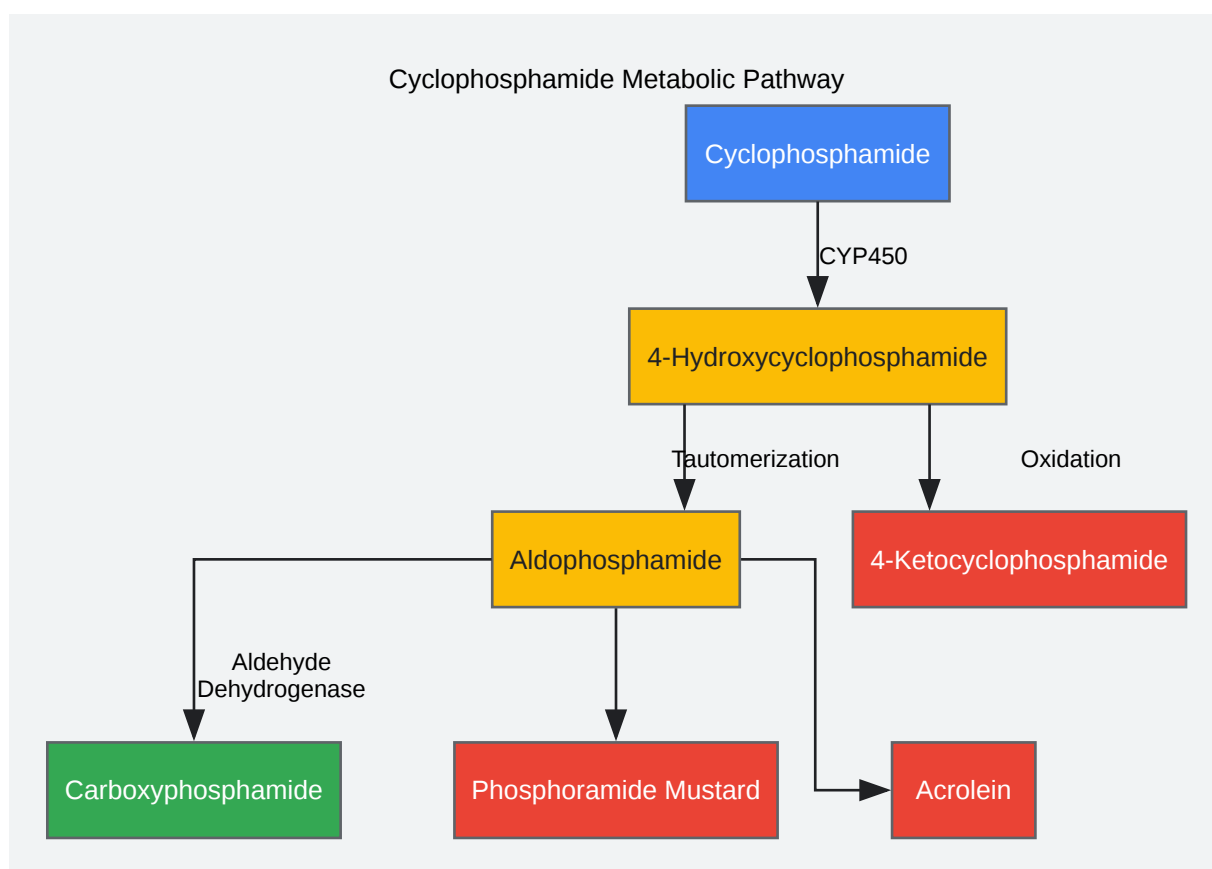 Cyclophosphamide Metabolic Pathway
Cyclophosphamide
CYP450
4-Hydroxycyclophosphamide
Tautomerization
Oxidation
Aldophosphamide
4-Ketocyclophosphamide
Aldehyde
Dehydrogenase
Carboxyphosphamide
Phosphoramide Mustard
Acrolein